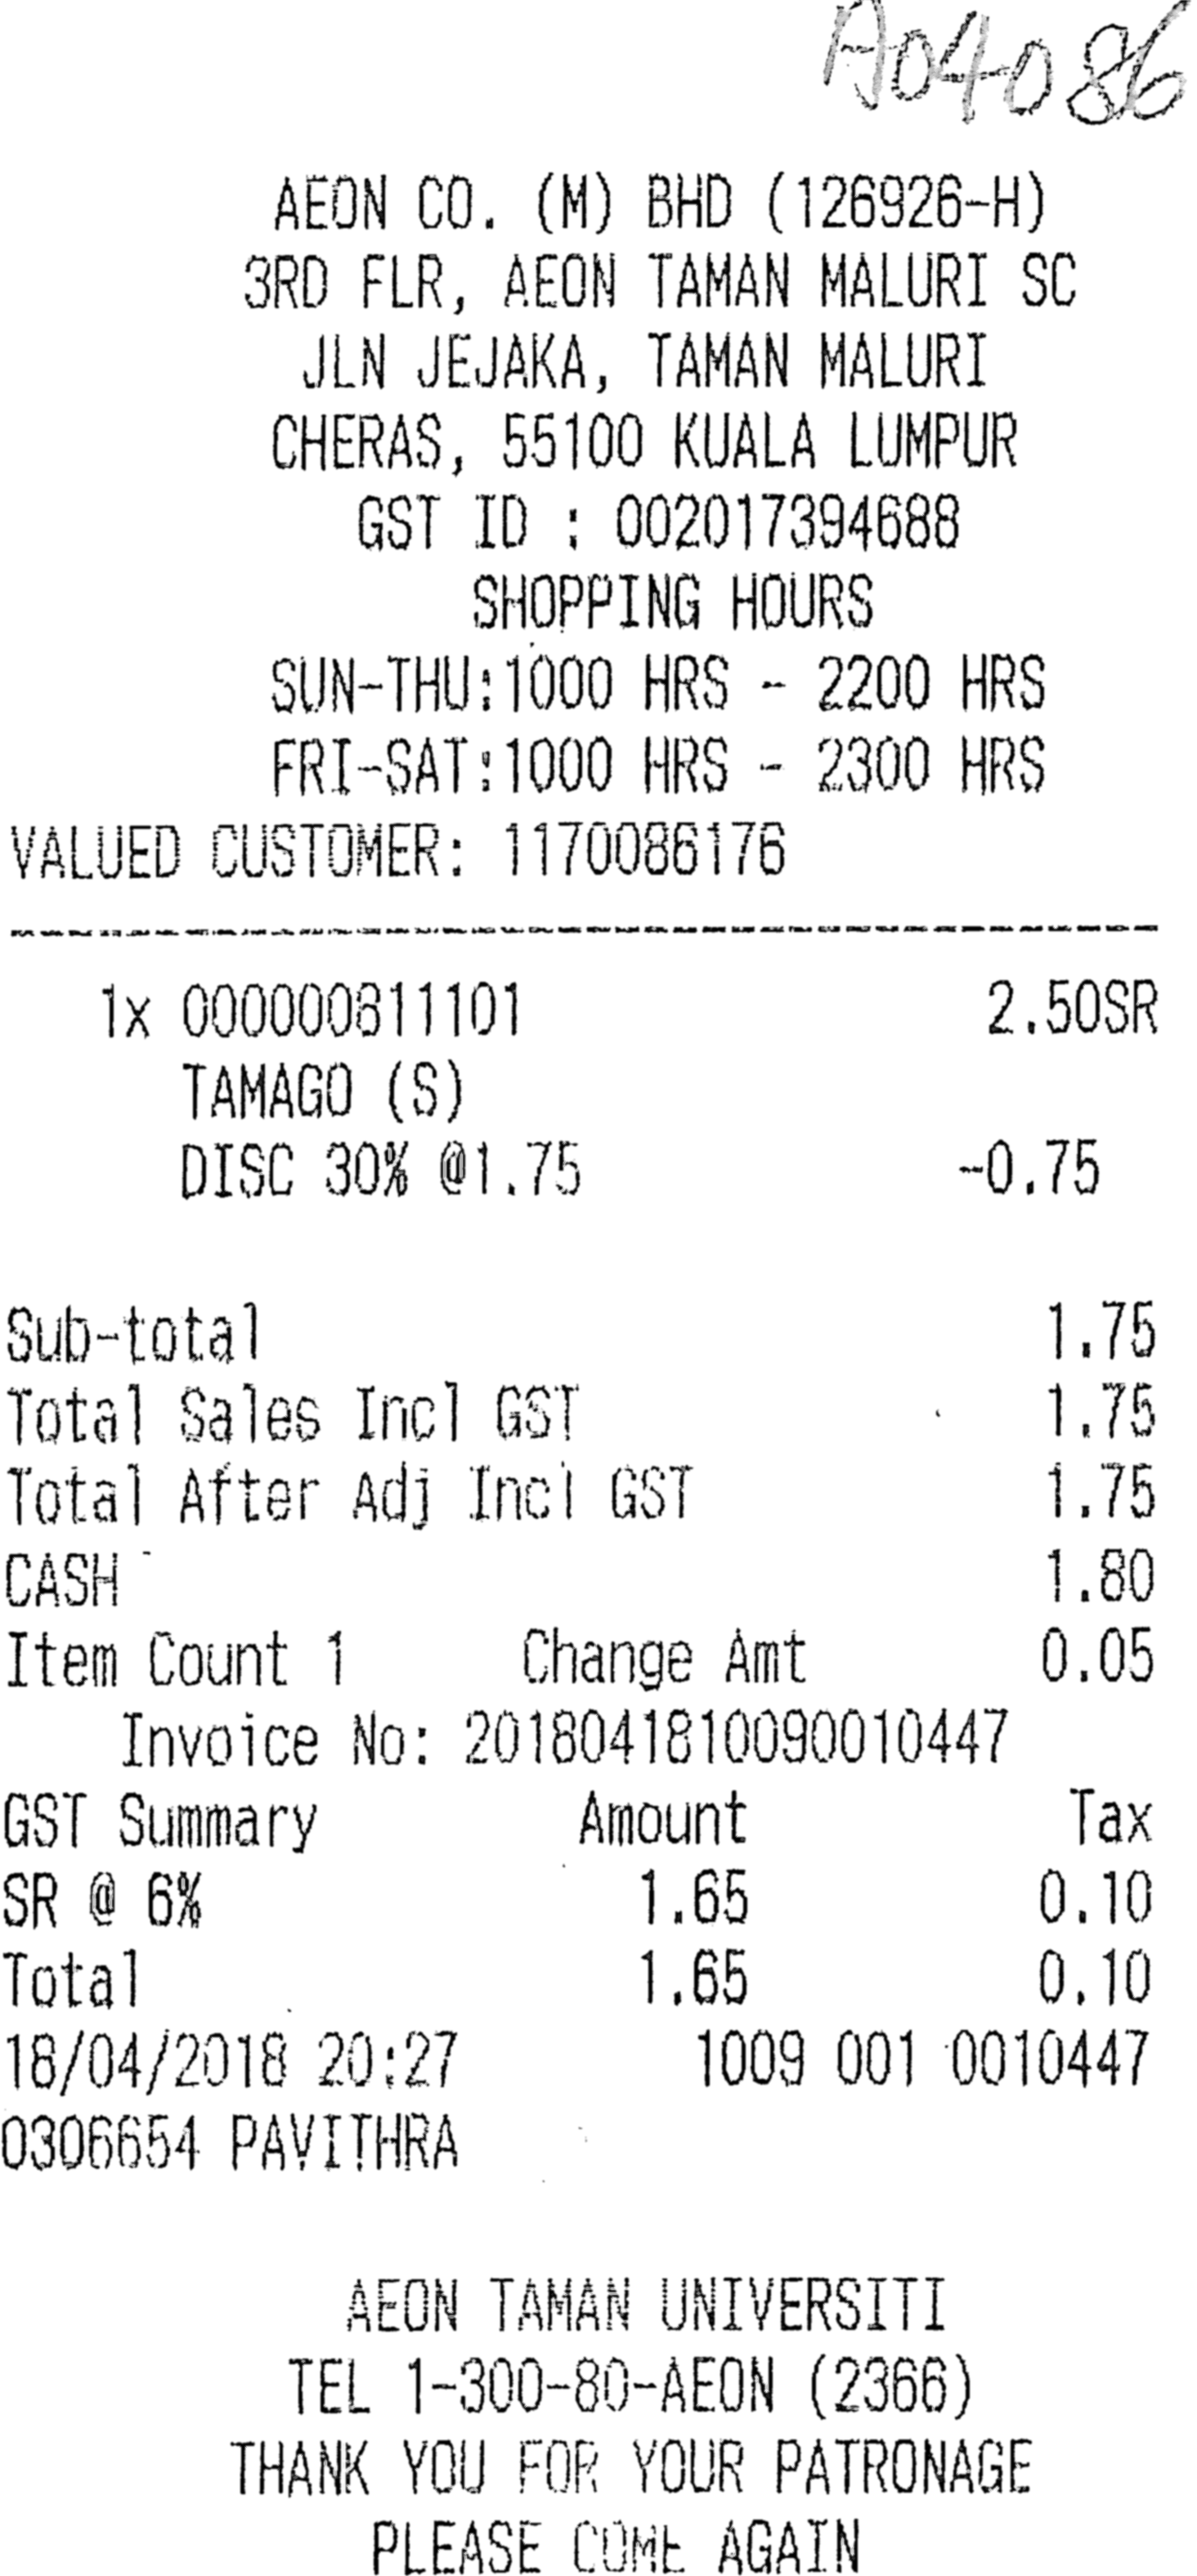 A04086
AEON CO. (M) BHD (126926-H)
3RD FLR, AEON TAMAN MALURI SC
JLN JEJAKA, TAMAN MALURI
CHERAS, 55100 KUALA LUMPUR
GST ID : 002017394688
SHOPPING HOURS
SUN-THU:1000 HRS - 2200 HRS
FRI-SAT:1000 HRS - 2300 HRS
VALUED CUSTOMER: 1170086176
1x 000000811101 2.50SR
TAMAGO (S)
DISC 30% @1.75 -0.75
Sub-total 1.75
Total Sales Incl GST 1.75
Total After Adj Incl GST 1.75
CASH 1.80
Item Count 1 Change Amt 0.05
Invoice No: 2018041810090010447
GST Summary Amount Tax
SR @ 6% 1.65 0.10
Total 1.65 0.10
18/04/2018 20:27 1009 001 0010447
0306654 PAVITHRA
AEON TAMAN UNIVERSITI
TEL 1-300-80-AEON (2366)
THANK YOU FOR YOUR PATRONAGE
PLEASE COME AGAIN